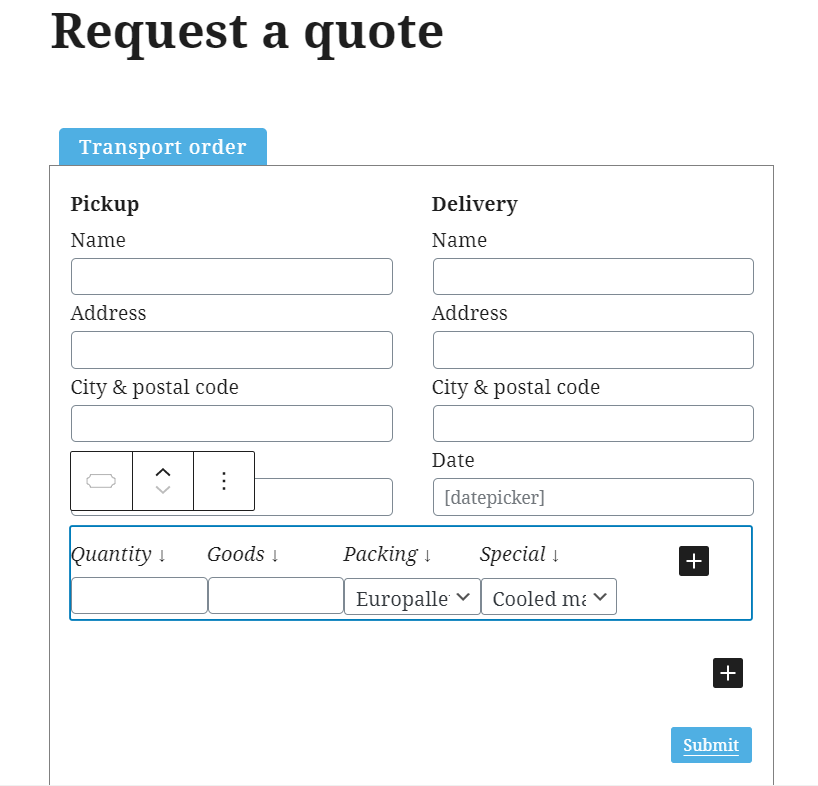 Request a quote
Transport order
Pickup
Name
Address
City & postal code
Delivery
Name
Address
City & postal code
Date
[datepicker]
Quantity ↓ Goods ↓ Packing ↓ Special ↓
Europalle Cooled ma
Submit